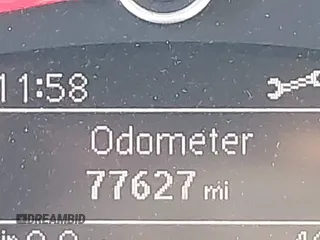 11:58
Odometer
77627 mi
DREAMBID